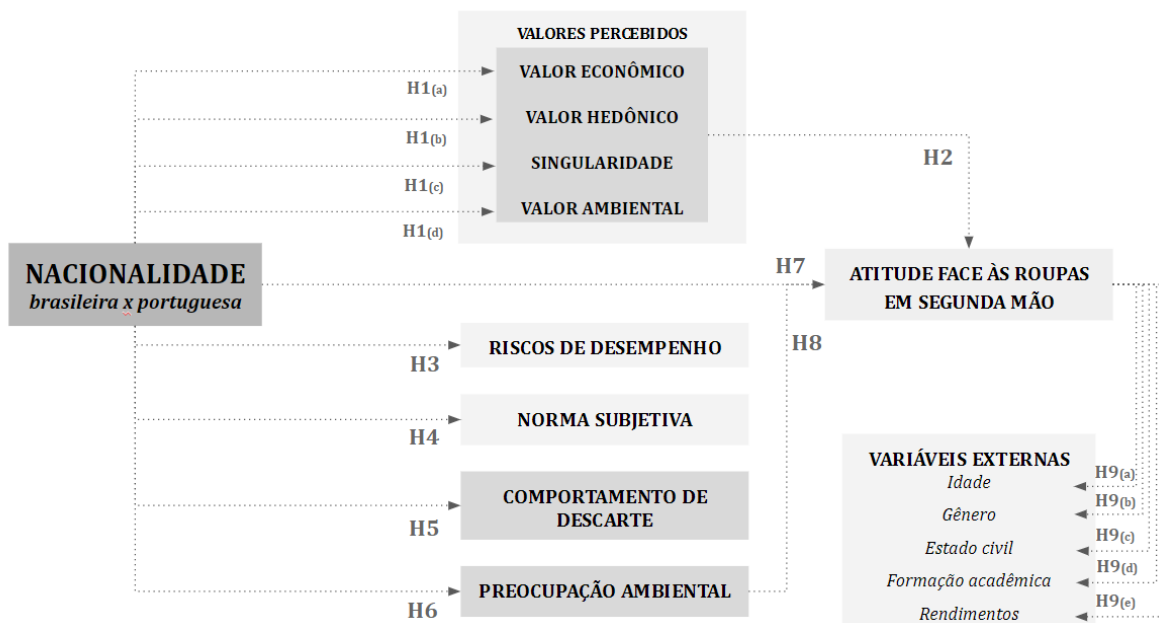 VALORES PERCEBIDOS
VALOR ECONÔMICO
H1(a)
VALOR HEDÔNICO
H1(b)
SINGULARIDADE
H1(c)
VALOR AMBIENTAL
H1(d)
H2
NACIONALIDADE
brasileira x portuguesa
H7
ATITUDE FACE ÀS ROUPAS
EM SEGUNDA MÃO
RISCOS DE DESEMPENHO
H3
H8
NORMA SUBJETIVA
H4
COMPORTAMENTO DE
DESCARTE
H5
PREOCUPAÇÃO AMBIENTAL
H6
VARIÁVEIS EXTERNAS
Idade
H9(a)
Gênero
H9(b)
Estado civil
H9(c)
Formação acadêmica
H9(d)
Rendimentos
H9(e)